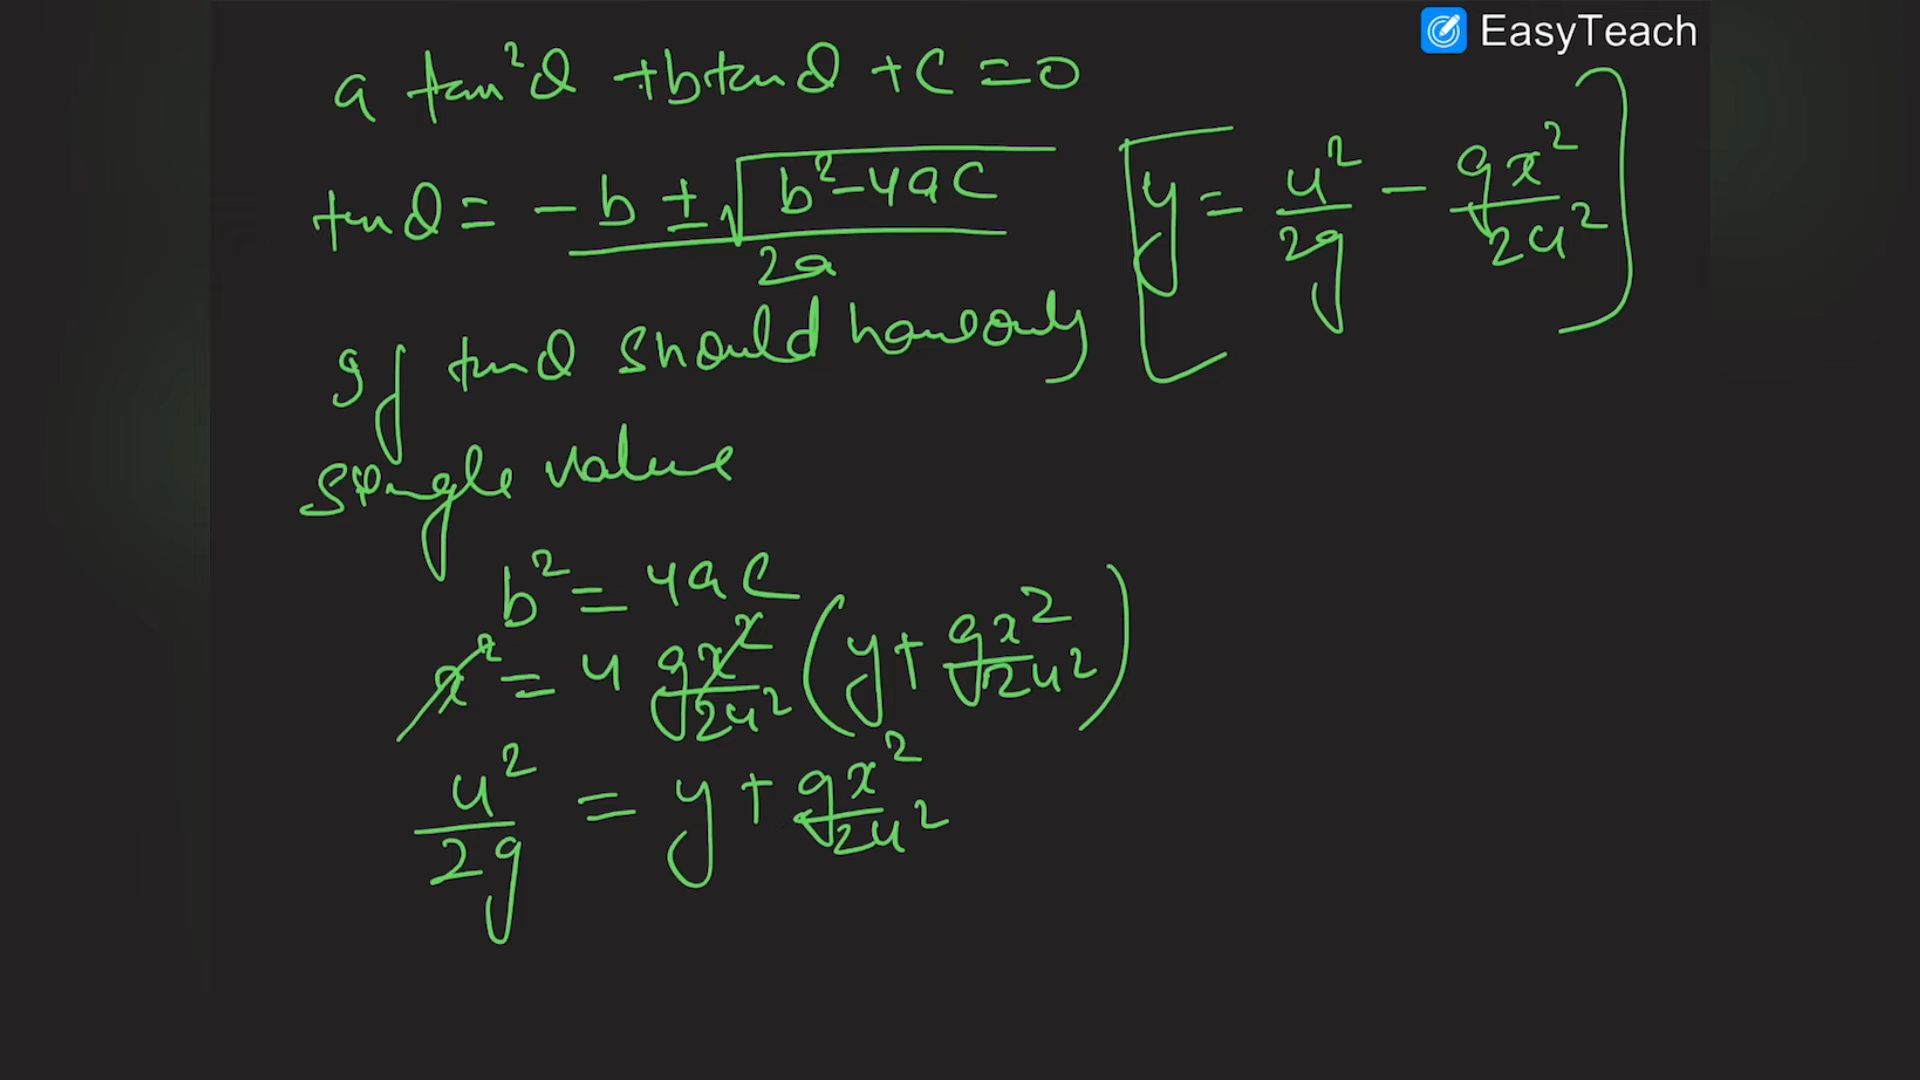 EasyTeach
a tan²θ + b tanθ + c = 0
tanθ = (-b ± √(b² - 4ac)) / 2a
[y = u²/2g - gx²/2u²]
If tanθ should have only
single value
b² = 4ac
x² = 4 gx²/2u² (y + gx²/2u²)
u²/2g = y + gx²/2u²